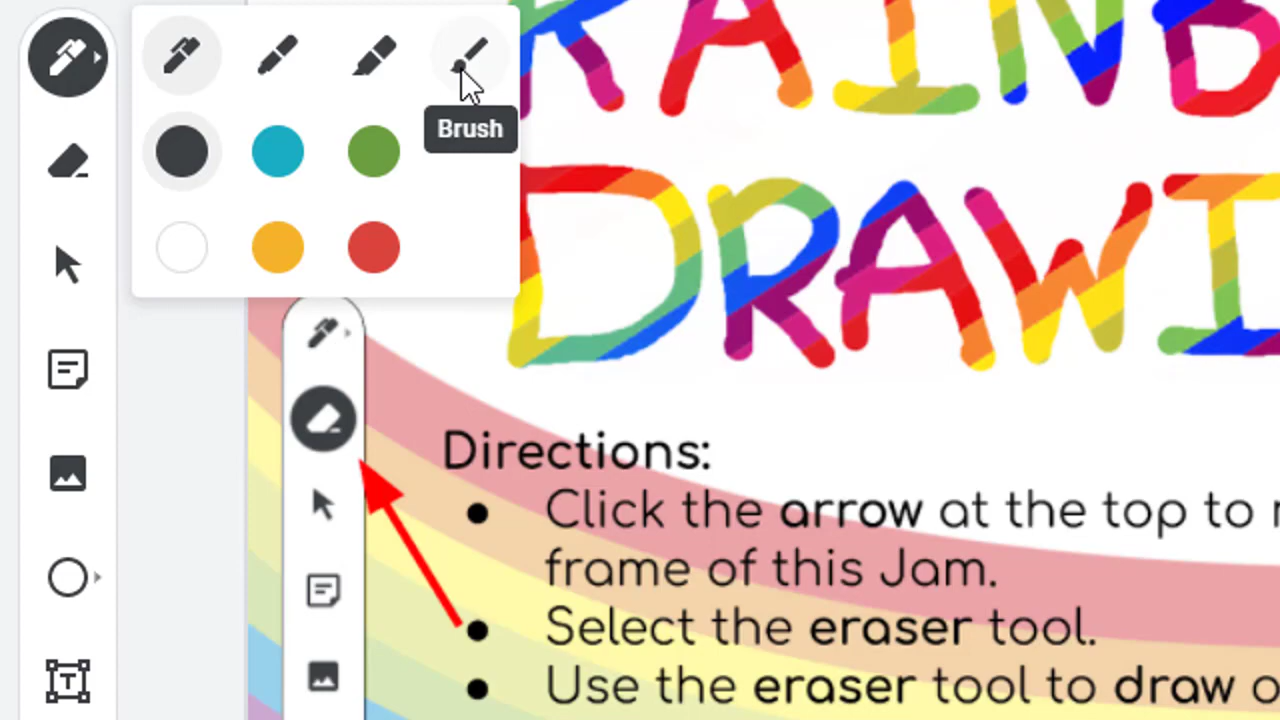 Brush
DRAWI
Directions:
● Click the arrow at the top to
frame of this Jam.
● Select the eraser tool.
● Use the eraser tool to draw